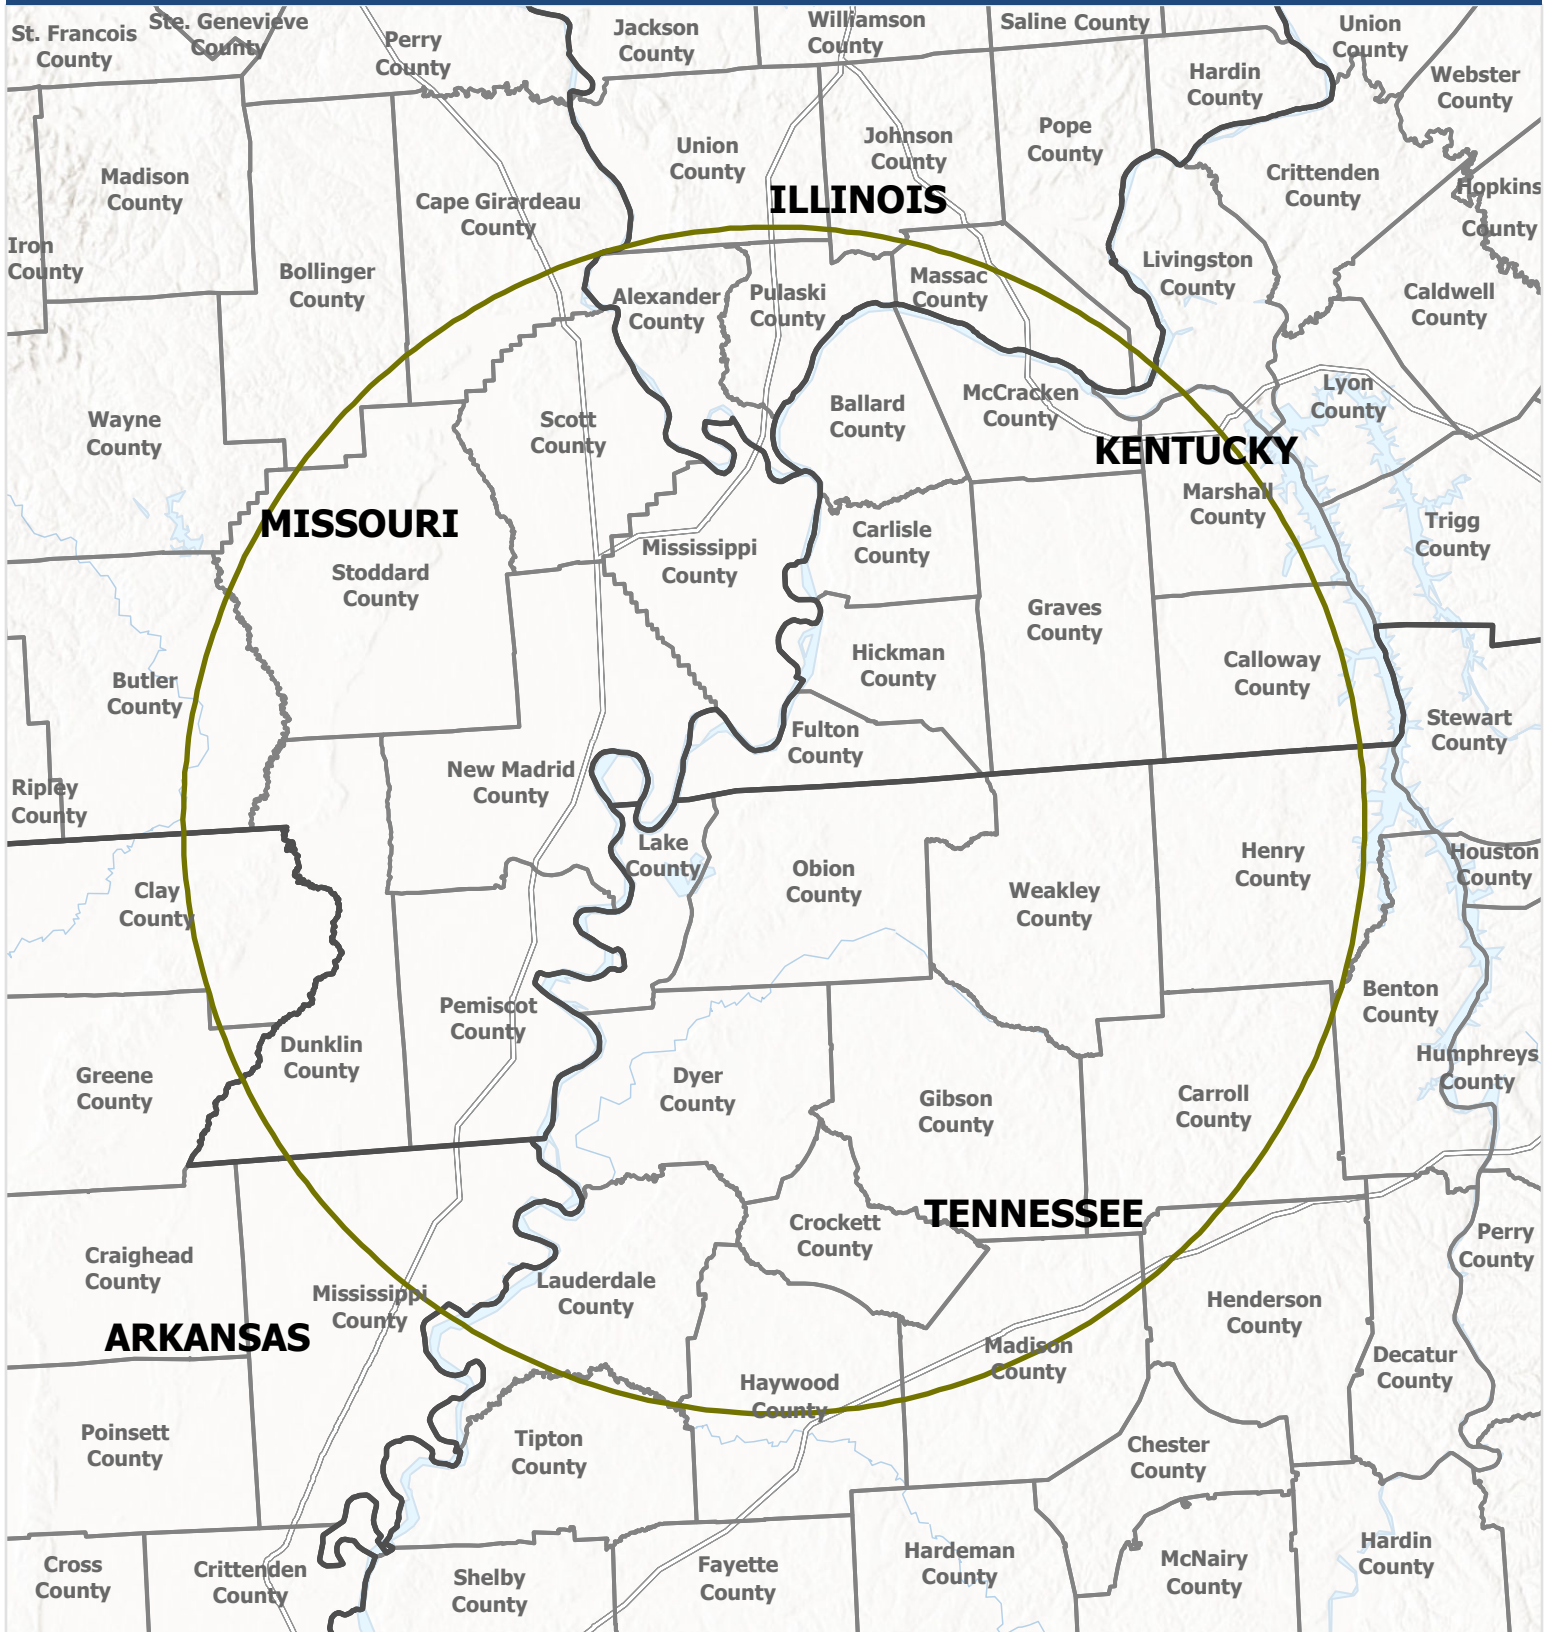 St. Francois
County
Ste. Genevieve
County
Perry
County
Jackson
County
Williamson
County
Saline County
Union
County
Webster
County
Hardin
County
Madison
County
Union
County
Johnson
County
Pope
County
Crittenden
County
Hopkins
County
Cape Girardeau
County
ILLINOIS
Iron
County
Bollinger
County
Alexander
County
Pulaski
County
Massac
County
Livingston
County
Caldwell
County
Wayne
County
Scott
County
Ballard
County
McCracken
County
Lyon
County
KENTUCKY
MISSOURI
Marshall
County
Stoddard
County
Mississippi
County
Carlisle
County
Trigg
County
Graves
County
Butler
County
Hickman
County
Calloway
County
Fulton
County
Stewart
County
Ripley
County
New Madrid
County
Lake
County
Obion
County
Weakley
County
Henry
County
Houston
County
Clay
County
Pemiscot
County
Benton
County
Greene
County
Dunklin
County
Dyer
County
Gibson
County
Carroll
County
Humphreys
County
TENNESSEE
Crockett
County
Perry
County
Craighead
County
Mississippi
County
Lauderdale
County
Henderson
County
ARKANSAS
Madison
County
Decatur
County
Haywood
County
Poinsett
County
Tipton
County
Chester
County
Cross
County
Crittenden
County
Shelby
County
Fayette
County
Hardeman
County
McNairy
County
Hardin
County